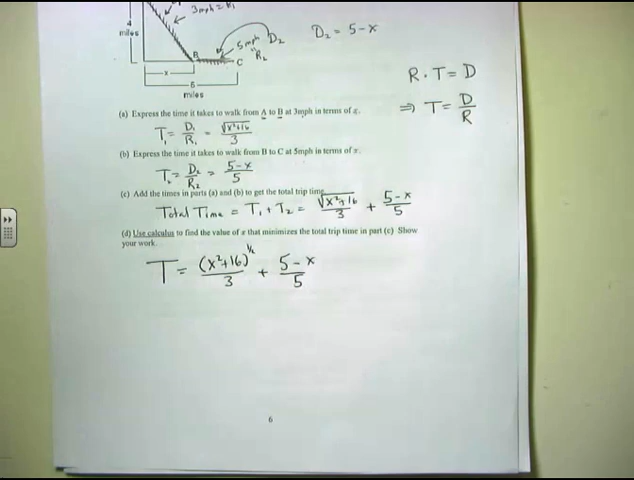 3mph = R₁
4
miles
B
5mph
D₂
R₂
C
D₂ = 5-x
x
miles
R · T = D
⇒ T = D/R
(a) Express the time it takes to walk from A to B at 3mph in terms of x.
T₁ = D₁/R₁ = √(x²+16)/3
(b) Express the time it takes to walk from B to C at 5mph in terms of x.
T₂ = D₂/R₂ = (5-x)/5
(c) Add the times in parts (a) and (b) to get the total trip time.
Total Time = T₁ + T₂ = √(x²+16)/3 + (5-x)/5
(d) Use calculus to find the value of x that minimizes the total trip time in part (c) Show
your work.
T = (x²+16)^½/3 + (5-x)/5
6